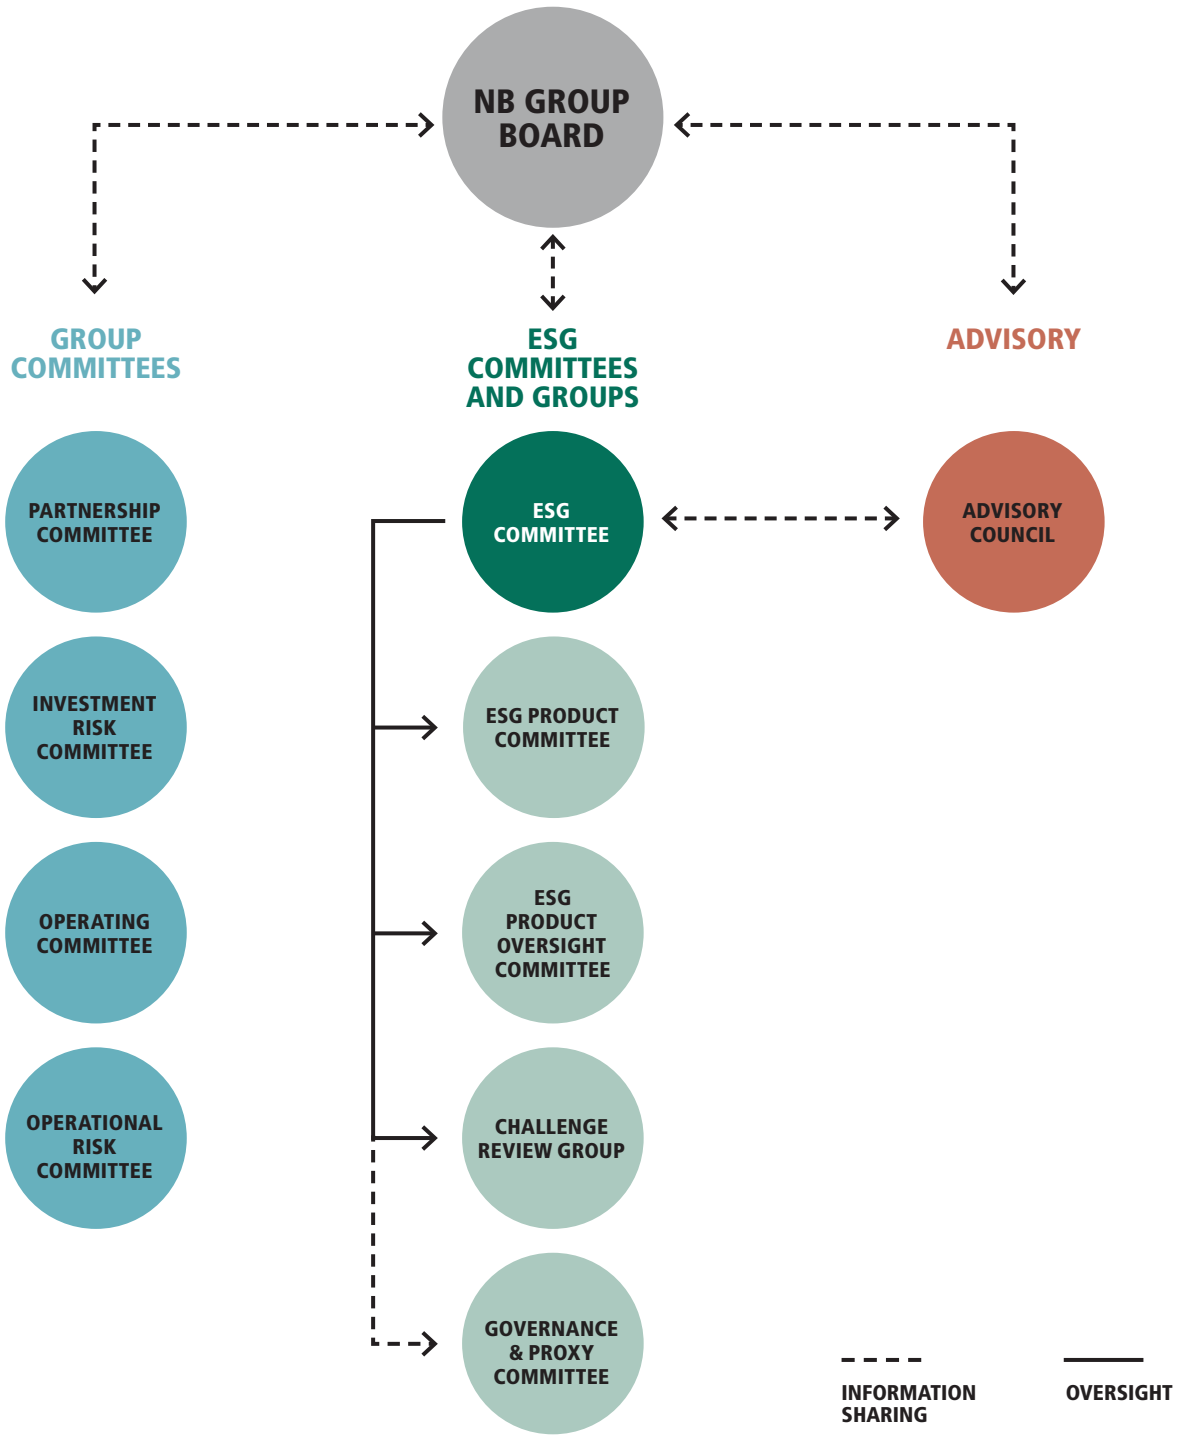 NB GROUP
BOARD
GROUP
COMMITTEES
PARTNERSHIP
COMMITTEE
INVESTMENT
RISK
COMMITTEE
OPERATING
COMMITTEE
OPERATIONAL
RISK
COMMITTEE
ESG
COMMITTEES
AND GROUPS
ESG
COMMITTEE
ESG PRODUCT
COMMITTEE
ESG
PRODUCT
OVERSIGHT
COMMITTEE
CHALLENGE
REVIEW GROUP
GOVERNANCE
& PROXY
COMMITTEE
ADVISORY
ADVISORY
COUNCIL
INFORMATION
SHARING
OVERSIGHT